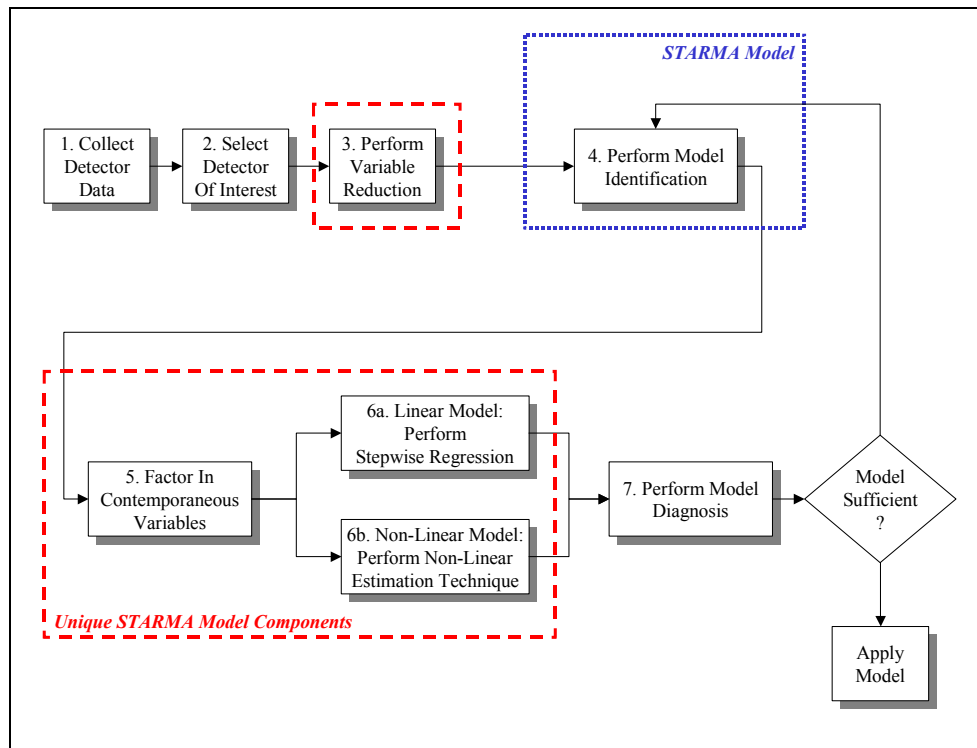 STARMA Model
1. Collect
Detector
Data
2. Select
Detector
Of Interest
3. Perform
Variable
Reduction
4. Perform Model
Identification
5. Factor In
Contemporaneous
Variables
6a. Linear Model:
Perform
Stepwise Regression
6b. Non-Linear Model:
Perform Non-Linear
Estimation Technique
7. Perform Model
Diagnosis
Model
Sufficient
?
Unique STARMA Model Components
Apply
Model